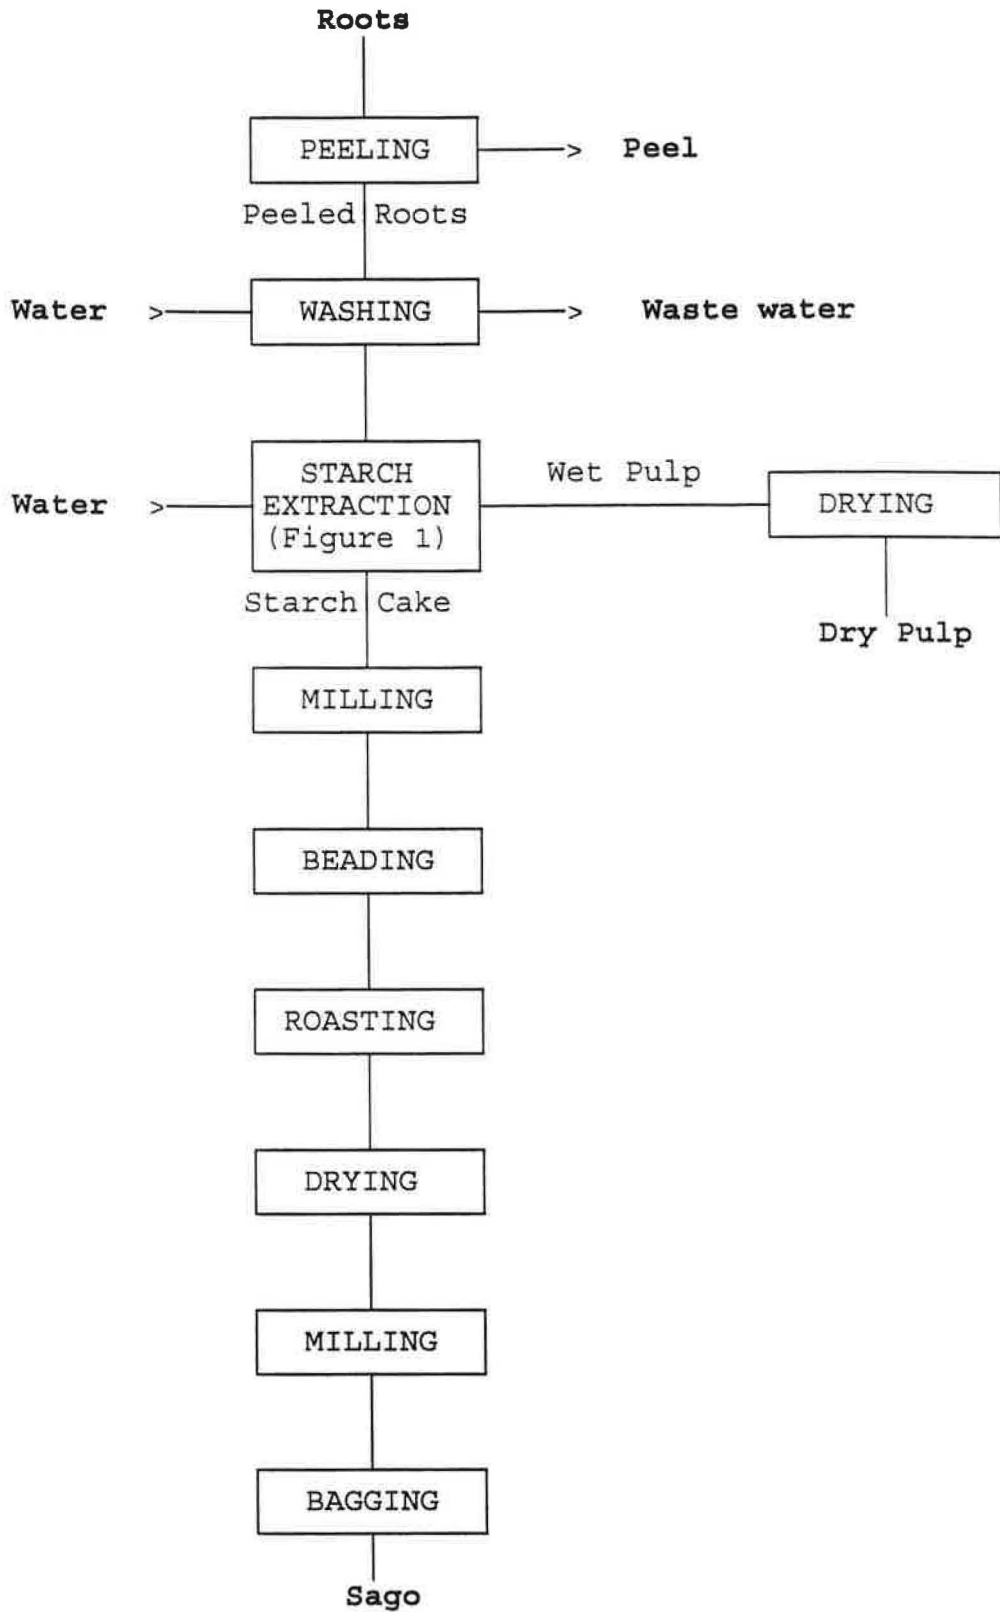 Roots
PEELING
> Peel
Peeled Roots
Water >
WASHING
> Waste water
Water >
STARCH
EXTRACTION
(Figure 1)
Wet Pulp
DRYING
Starch Cake
Dry Pulp
MILLING
BEADING
ROASTING
DRYING
MILLING
BAGGING
Sago